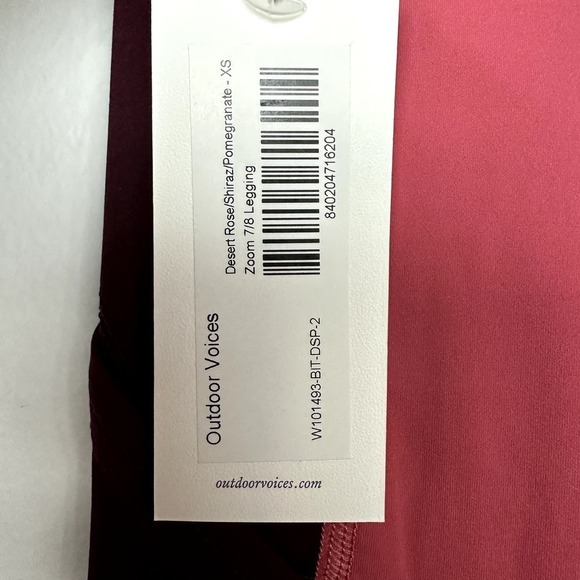 Outdoor Voices
Desert Rose/Shiraz/Pomegranate - XS
Zoom 7/8 Legging
840204716204
W101493-BIT-DSP-2
outdoorvoices.com